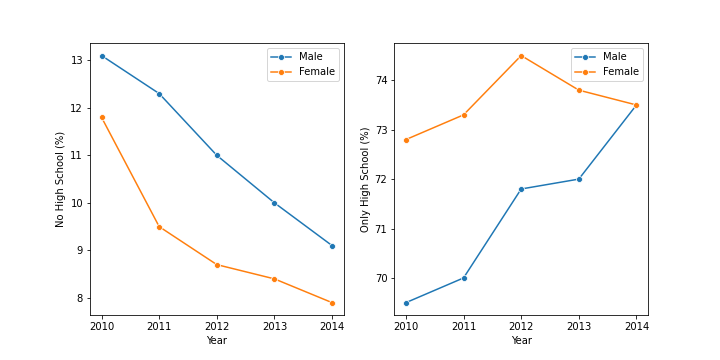 Male
Female
13
12
11
10
9
8
No High School (%)
2010 2011 2012 2013 2014
Year
Male
Female
74
73
72
71
70
Only High School (%)
2010 2011 2012 2013 2014
Year